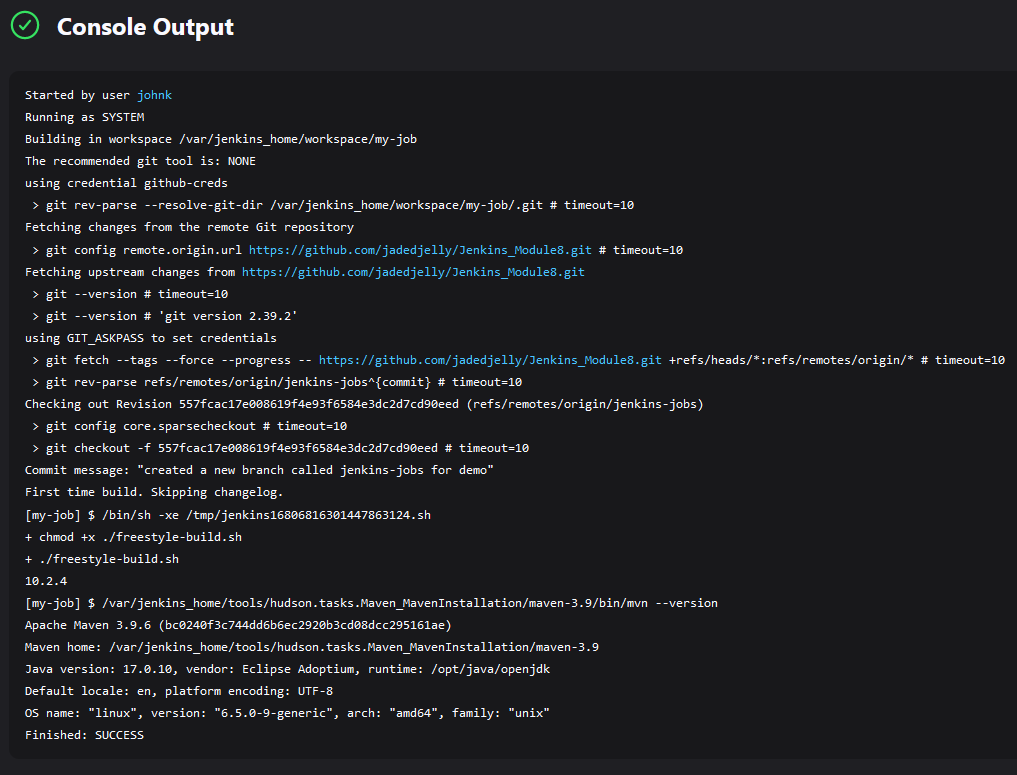 Console Output
Started by user johnk
Running as SYSTEM
Building in workspace /var/jenkins_home/workspace/my-job
The recommended git tool is: NONE
using credential github-creds
 > git rev-parse --resolve-git-dir /var/jenkins_home/workspace/my-job/.git # timeout=10
Fetching changes from the remote Git repository
 > git config remote.origin.url https://github.com/jadedjelly/Jenkins_Module8.git # timeout=10
Fetching upstream changes from https://github.com/jadedjelly/Jenkins_Module8.git
 > git --version # timeout=10
 > git --version # 'git version 2.39.2'
using GIT_ASKPASS to set credentials
 > git fetch --tags --force --progress -- https://github.com/jadedjelly/Jenkins_Module8.git +refs/heads/*:refs/remotes/origin/* # timeout=10
 > git rev-parse refs/remotes/origin/jenkins-jobs^{commit} # timeout=10
Checking out Revision 557fcac17e008619f4e93f6584e3dc2d7cd90eed (refs/remotes/origin/jenkins-jobs)
 > git config core.sparsecheckout # timeout=10
 > git checkout -f 557fcac17e008619f4e93f6584e3dc2d7cd90eed # timeout=10
Commit message: "created a new branch called jenkins-jobs for demo"
First time build. Skipping changelog.
[my-job] $ /bin/sh -xe /tmp/jenkins16806816301447863124.sh
+ chmod +x ./freestyle-build.sh
+ ./freestyle-build.sh
10.2.4
[my-job] $ /var/jenkins_home/tools/hudson.tasks.Maven_MavenInstallation/maven-3.9/bin/mvn --version
Apache Maven 3.9.6 (bc0240f3c744dd6b6ec2920b3cd08dcc295161ae)
Maven home: /var/jenkins_home/tools/hudson.tasks.Maven_MavenInstallation/maven-3.9
Java version: 17.0.10, vendor: Eclipse Adoptium, runtime: /opt/java/openjdk
Default locale: en, platform encoding: UTF-8
OS name: "linux", version: "6.5.0-9-generic", arch: "amd64", family: "unix"
Finished: SUCCESS